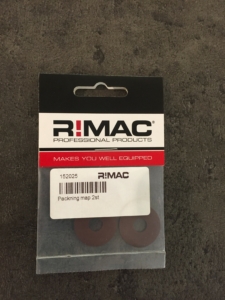 R!MAC
PROFESSIONAL PRODUCTS
MAKES YOU WELL EQUIPPED
152025 R!MAC
Packning map 2st